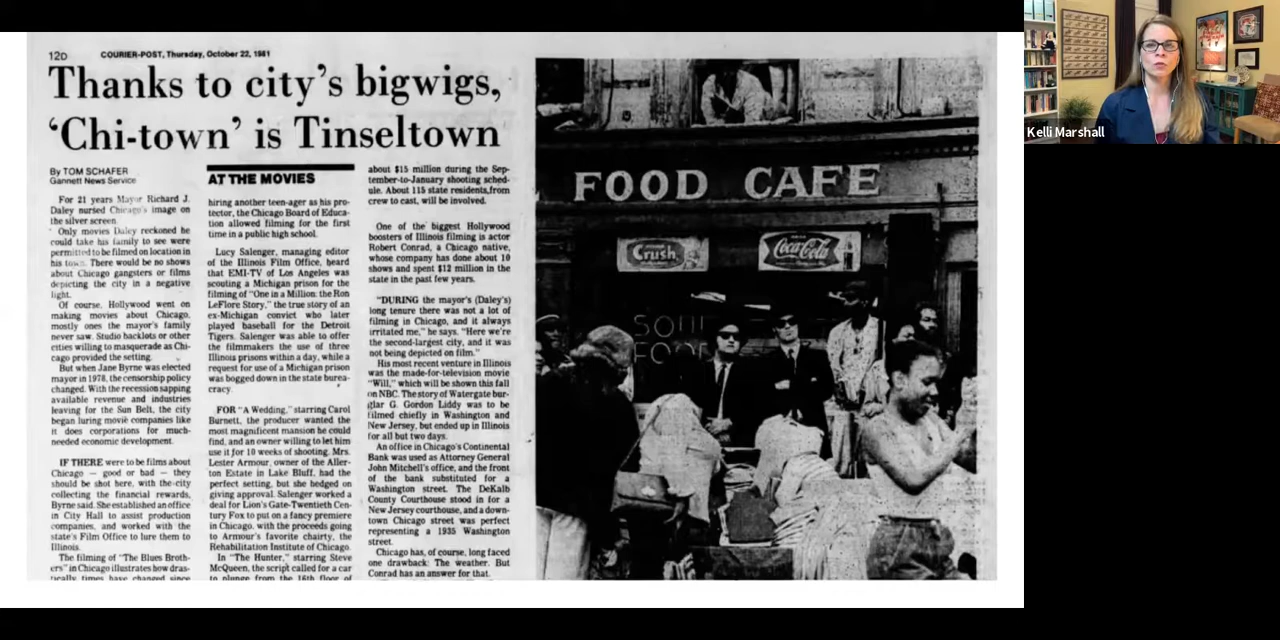 12D COURIER-POST, Thursday, October 22, 1981
Thanks to city's bigwigs,
'Chi-town' is Tinseltown
By TOM SCHAFER
Gannett News Service
For 21 years Mayor Richard J.
Daley nursed Chicago's image on
the silver screen.
Only movies Daley reckoned he
could take his family to see were
permitted to be filmed on location in
his town. There would be no shows
about Chicago gangsters or films
depicting the city in a negative
light.
Of course, Hollywood went on
making movies about Chicago,
mostly ones the mayor's family
never saw. Studio backlots or other
cities willing to masquerade as Chi-
cago provided the setting.
But when Jane Byrne was elected
mayor in 1978, the censorship policy
changed. With the recession sapping
available revenue and industries
leaving for the Sun Belt, the city
began luring movie companies like
it does corporations for much-
needed economic development.
IF THERE were to be films about
Chicago — good or bad — they
should be shot here, with the city
collecting the financial rewards,
Byrne said. She established an office
in City Hall to assist production
companies, and worked with the
state's Film Office to lure them to
Illinois.
The filming of "The Blues Broth-
ers" in Chicago illustrates how dras-
tically times have changed since
AT THE MOVIES
hiring another teen-ager as his pro-
tector, the Chicago Board of Educa-
tion allowed filming for the first
time in a public high school.
Lucy Salenger, managing editor
of the Illinois Film Office, heard
that EMI-TV of Los Angeles was
scouting a Michigan prison for the
filming of "One in a Million: the Ron
LeFlore Story," the true story of an
ex-Michigan convict who later
played baseball for the Detroit
Tigers. Salenger was able to offer
the filmmakers the use of three
Illinois prisons within a day, while a
request for use of a Michigan prison
was bogged down in the state bureau-
cracy.
FOR "A Wedding," starring Carol
Burnett, the producer wanted the
most magnificent mansion he could
find, and an owner willing to let him
use it for 10 weeks of shooting. Mrs.
Lester Armour, owner of the Aller-
ton Estate in Lake Bluff, had the
perfect setting, but she hedged on
giving approval. Salenger worked a
deal for Lion's Gate-Twentieth Cen-
tury Fox to put on a fancy premiere
in Chicago, with the proceeds going
to Armour's favorite chairty, the
Rehabilitation Institute of Chicago.
In "The Hunter," starring Steve
McQueen, the script called for a car
to plunge from the 16th floor of
about $15 million during the Sep-
tember-to-January shooting sched-
ule. About 115 state residents, from
crew to cast, will be involved.
One of the biggest Hollywood
boosters of Illinois filming is actor
Robert Conrad, a Chicago native,
whose company has done about 10
shows and spent $12 million in the
state in the past few years.
"DURING the mayor's (Daley's)
long tenure there was not a lot of
filming in Chicago, and it always
irritated me," he says. "Here we're
the second-largest city, and it was
not being depicted on film."
His most recent venture in Illinois
was the made-for-television movie
"Will," which will be shown this fall
on NBC. The story of Watergate bur-
glar G. Gordon Liddy was to be
filmed chiefly in Washington and
New Jersey, but ended up in Illinois
for all but two days.
An office in Chicago's Continental
Bank was used as Attorney General
John Mitchell's office, and the front
of the bank substituted for a
Washington street. The DeKalb
County Courthouse stood in for a
New Jersey courthouse, and a down-
town Chicago street was perfect
representing a 1935 Washington
street.
Chicago has, of course, long faced
one drawback: The weather. But
Conrad has an answer for that.
FOOD CAFE
Crush
Coca-Cola
SOUL
FOOD
Kelli Marshall